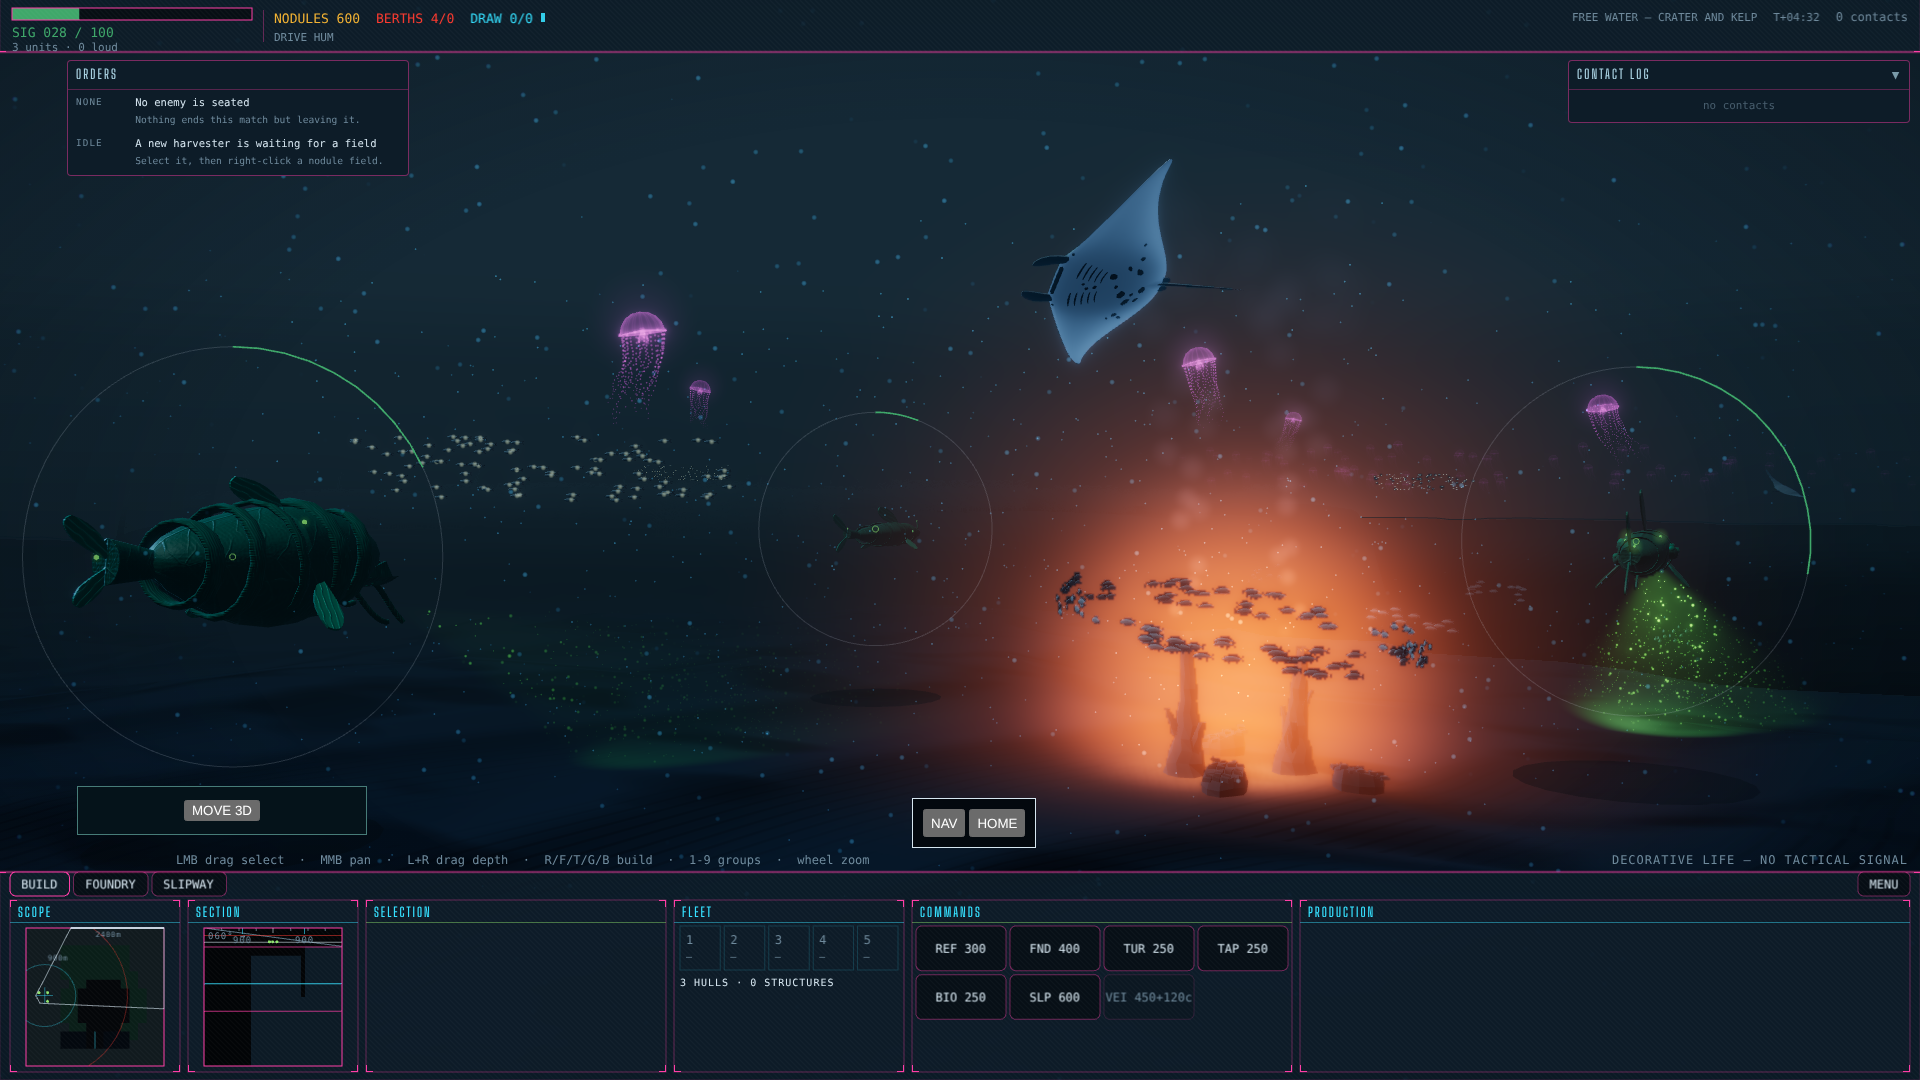 SIG 028 / 100
3 units · 0 loud
NODULES 600 BERTHS 4/0 DRAW 0/0
DRIVE HUM
FREE WATER — CRATER AND KELP T+04:32 0 contacts
ORDERS
NONE No enemy is seated
Nothing ends this match but leaving it.
IDLE A new harvester is waiting for a field
Select it, then right-click a nodule field.
CONTACT LOG ▼
no contacts
MOVE 3D
NAV HOME
LMB drag select · MMB pan · L+R drag depth · R/F/T/G/B build · 1-9 groups · wheel zoom
DECORATIVE LIFE — NO TACTICAL SIGNAL
BUILD FOUNDRY SLIPWAY
MENU
SCOPE
2400m
900m
SECTION
060°
900 900
SELECTION
FLEET
1 2 3 4 5
— — — — —
3 HULLS · 0 STRUCTURES
COMMANDS
REF 300 FND 400 TUR 250 TAP 250
BIO 250 SLP 600 VEI 450+120c
PRODUCTION